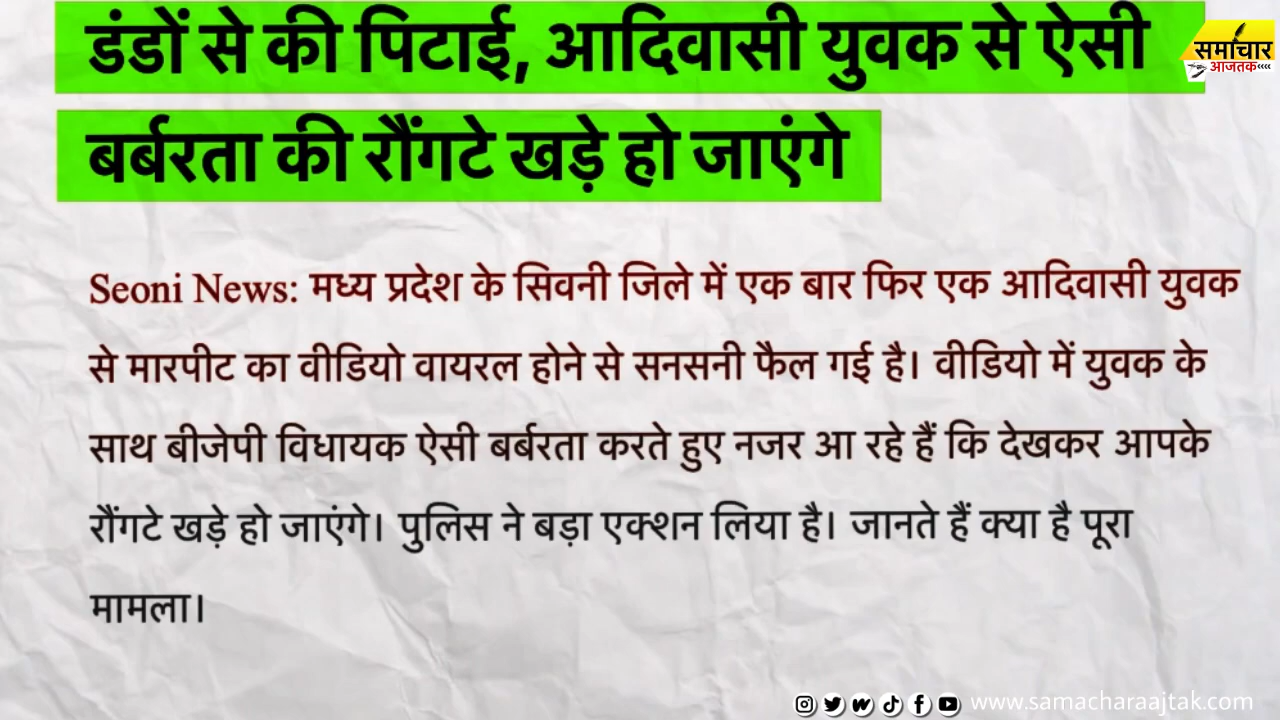 डंडों से की पिटाई, आदिवासी युवक से ऐसी
समाचार
आजतक
बर्बरता की रौंगटे खड़े हो जाएंगे
Seoni News: मध्य प्रदेश के सिवनी जिले में एक बार फिर एक आदिवासी युवक
से मारपीट का वीडियो वायरल होने से सनसनी फैल गई है। वीडियो में युवक के
साथ बीजेपी विधायक ऐसी बर्बरता करते हुए नजर आ रहे हैं कि देखकर आपके
रौंगटे खड़े हो जाएंगे। पुलिस ने बड़ा एक्शन लिया है। जानते हैं क्या है पूरा
मामला।
www.samacharaajtak.com